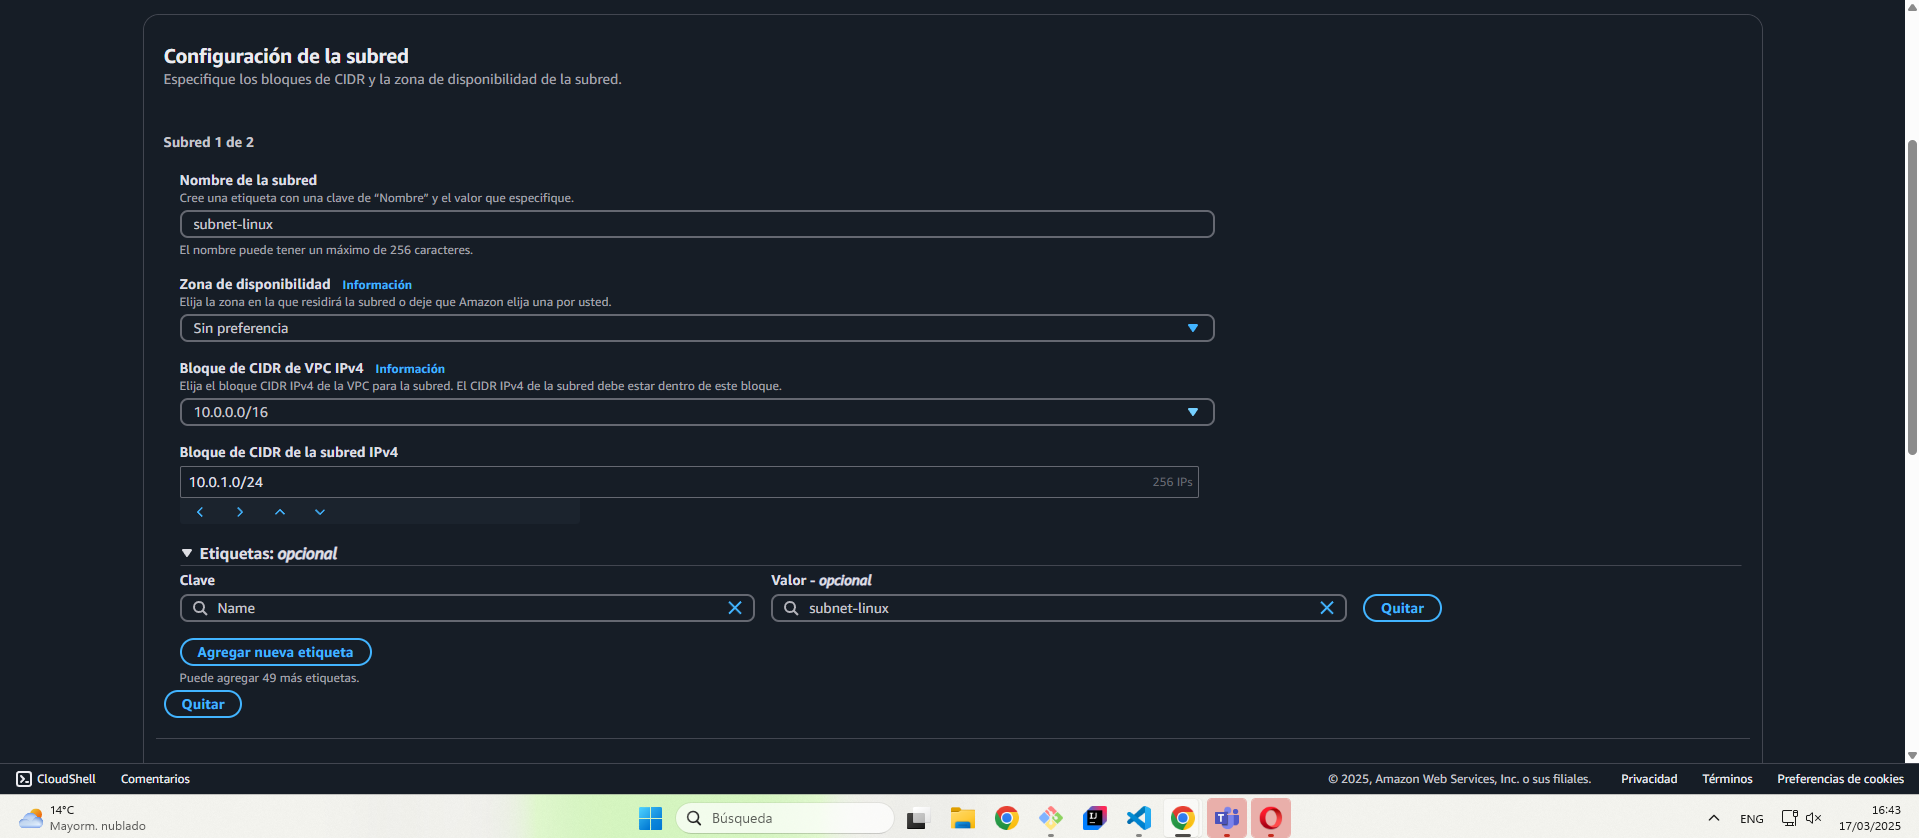 Configuración de la subred
Especifique los bloques de CIDR y la zona de disponibilidad de la subred.
Subred 1 de 2
Nombre de la subred
Cree una etiqueta con una clave de “Nombre” y el valor que especifique.
subnet-linux
El nombre puede tener un máximo de 256 caracteres.
Zona de disponibilidad Información
Elija la zona en la que residirá la subred o deje que Amazon elija una por usted.
Sin preferencia
Bloque de CIDR de VPC IPv4 Información
Elija el bloque CIDR IPv4 de la VPC para la subred. El CIDR IPv4 de la subred debe estar dentro de este bloque.
10.0.0.0/16
Bloque de CIDR de la subred IPv4
10.0.1.0/24 256 IPs
Etiquetas: opcional
Clave Valor - opcional
Name subnet-linux Quitar
Agregar nueva etiqueta
Puede agregar 49 más etiquetas.
Quitar
CloudShell Comentarios © 2025, Amazon Web Services, Inc. o sus filiales. Privacidad Términos Preferencias de cookies
14°C
Mayorm. nublado
Búsqueda
ENG
16:43
17/03/2025